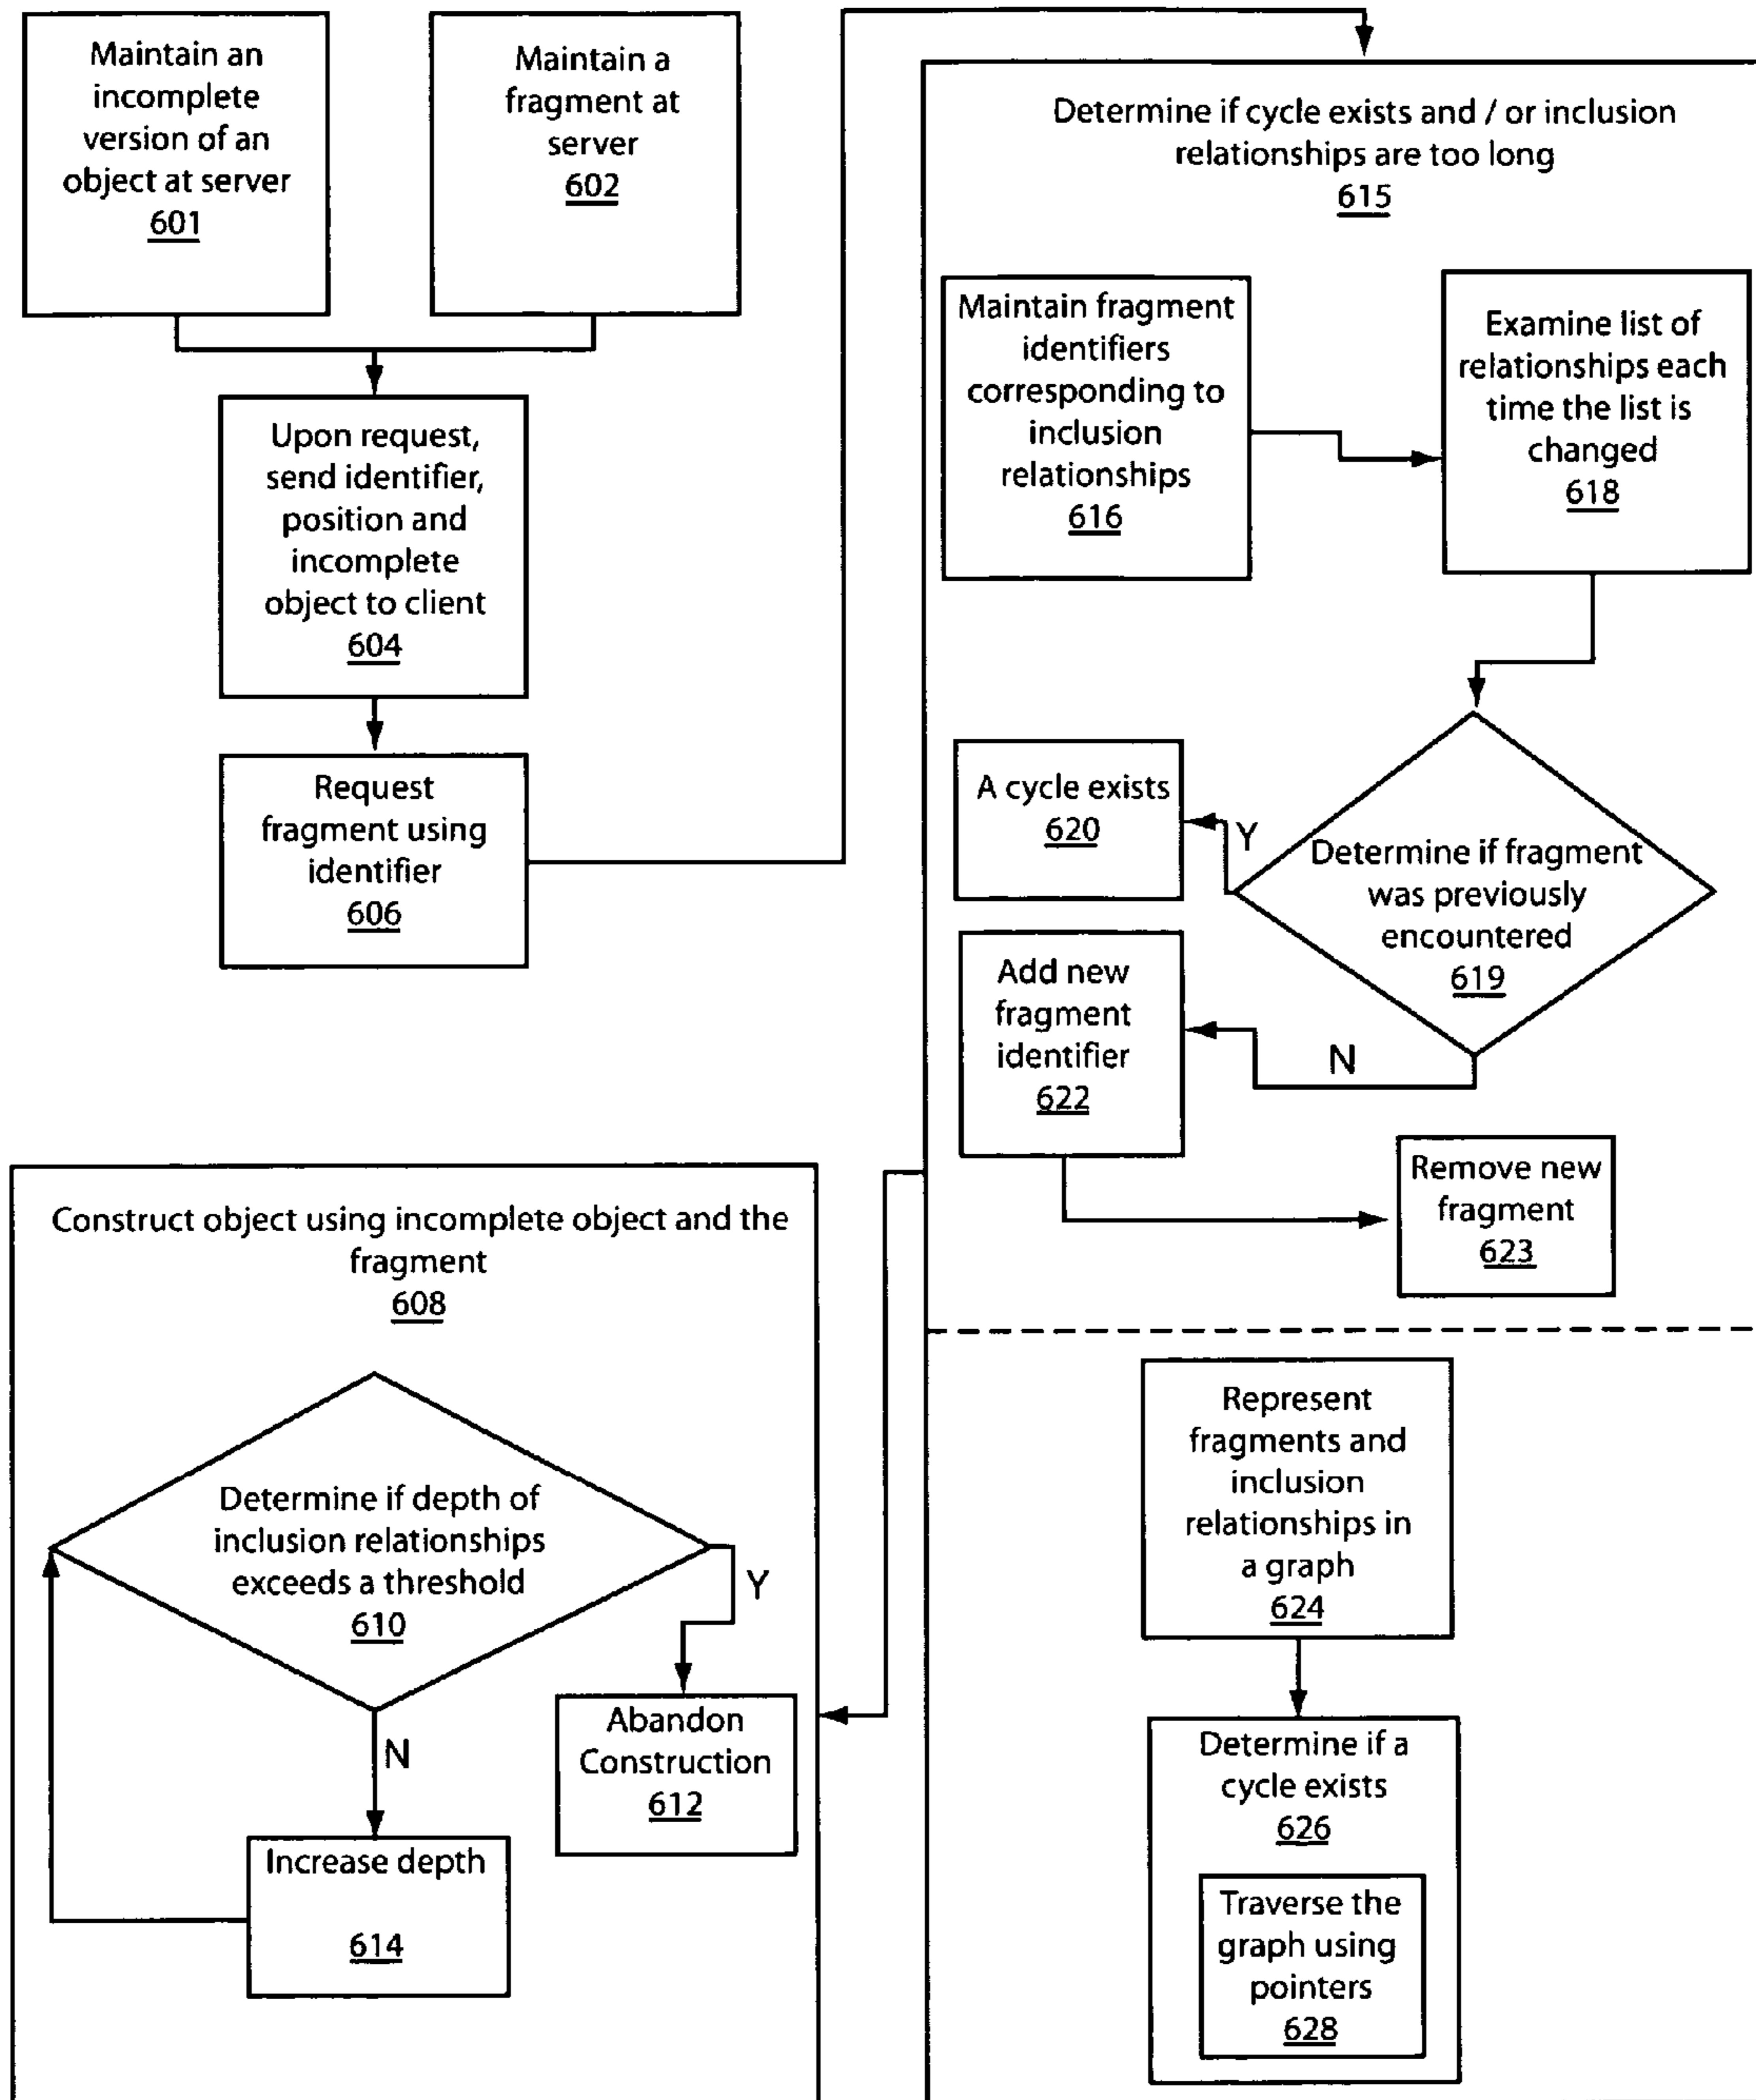 Maintain an
incomplete
version of an
object at server
601
Maintain a
fragment at
server
602
Upon request,
send identifier,
position and
incomplete
object to client
604
Request
fragment using
identifier
606
Determine if cycle exists and / or inclusion
relationships are too long
615
Maintain fragment
identifiers
corresponding to
inclusion
relationships
616
Examine list of
relationships each
time the list is
changed
618
Determine if fragment
was previously
encountered
619
Y
A cycle exists
620
N
Add new
fragment
identifier
622
Remove new
fragment
623
Represent
fragments and
inclusion
relationships in
a graph
624
Determine if a
cycle exists
626
Traverse the
graph using
pointers
628
Construct object using incomplete object and the
fragment
608
Determine if depth of
inclusion relationships
exceeds a threshold
610
Y
Abandon
Construction
612
N
Increase depth
614